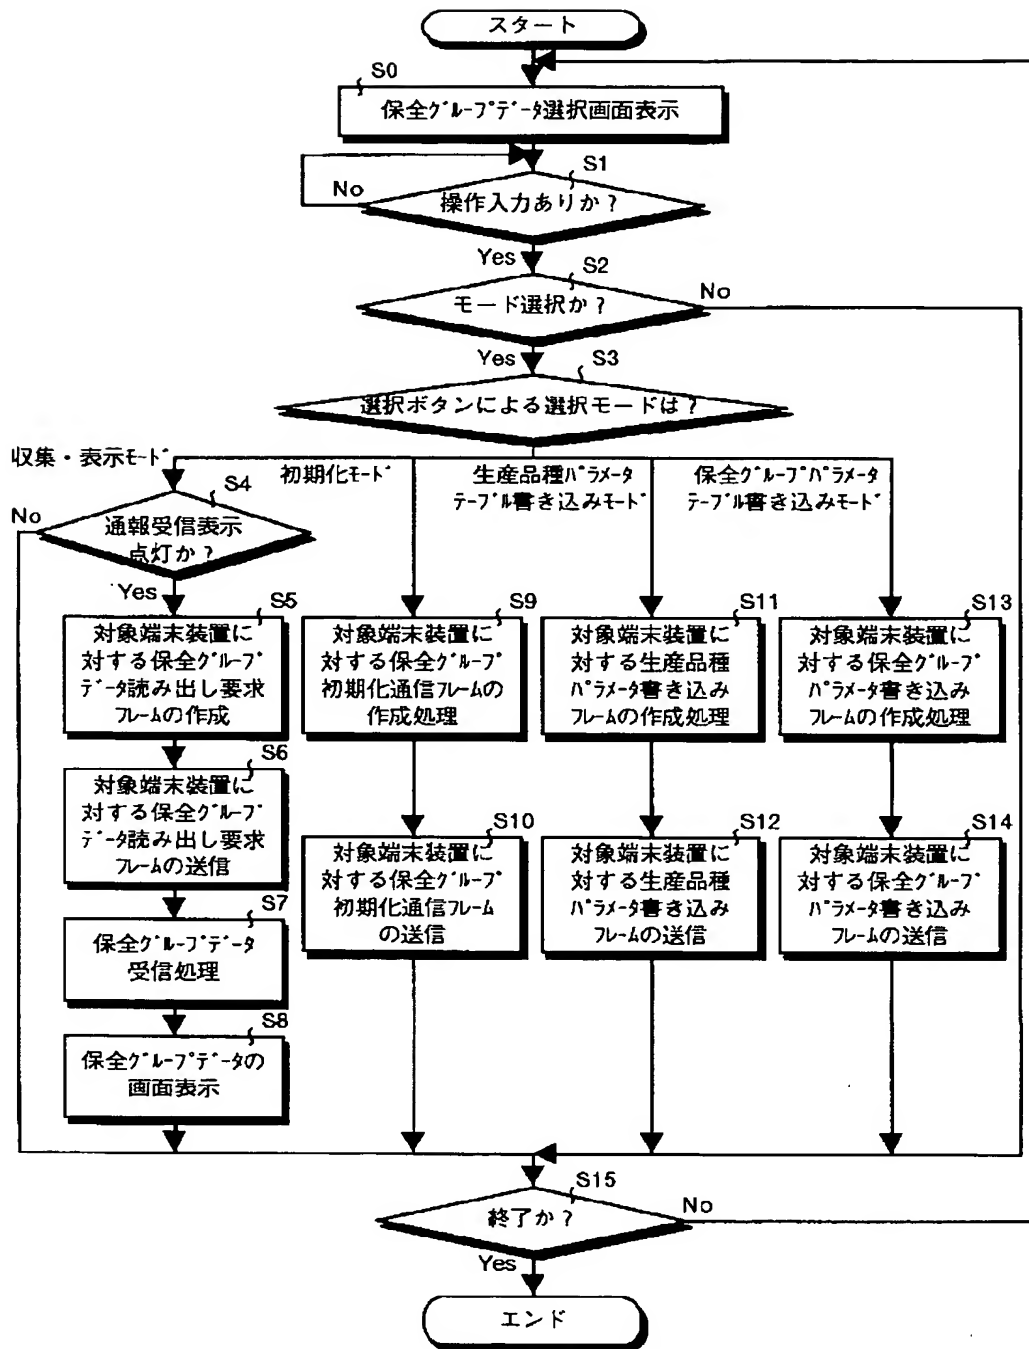 スタート
S0
保全ｸﾞﾙｰﾌﾟﾃﾞｰﾀ選択画面表示
S1
No
操作入力ありか？
Yes
S2
No
モード選択か？
Yes
S3
選択ボタンによる選択モードは？
収集・表示ﾓｰﾄﾞ
初期化モード
生産品種ﾊﾟﾗﾒｰﾀ
ﾃｰﾌﾞﾙ書き込みモード
保全ｸﾞﾙｰﾌﾟﾊﾟﾗﾒｰﾀ
ﾃｰﾌﾞﾙ書き込みモード
S4
No
通報受信表示
点灯か？
Yes
S5
対象端末装置に
対する保全ｸﾞﾙｰﾌﾟ
ﾃﾞｰﾀ読み出し要求
ﾌﾚｰﾑの作成
S9
対象端末装置に
対する保全ｸﾞﾙｰﾌﾟ
初期化通信ﾌﾚｰﾑの
作成処理
S11
対象端末装置に
対する生産品種
ﾊﾟﾗﾒｰﾀ書き込み
ﾌﾚｰﾑの作成処理
S13
対象端末装置に
対する保全ｸﾞﾙｰﾌﾟ
ﾊﾟﾗﾒｰﾀ書き込み
ﾌﾚｰﾑの作成処理
S6
対象端末装置に
対する保全ｸﾞﾙｰﾌﾟ
ﾃﾞｰﾀ読み出し要求
ﾌﾚｰﾑの送信
S10
対象端末装置に
対する保全ｸﾞﾙｰﾌﾟ
初期化通信ﾌﾚｰﾑ
の送信
S12
対象端末装置に
対する生産品種
ﾊﾟﾗﾒｰﾀ書き込み
ﾌﾚｰﾑの送信
S14
対象端末装置に
対する保全ｸﾞﾙｰﾌﾟ
ﾊﾟﾗﾒｰﾀ書き込み
ﾌﾚｰﾑの送信
S7
保全ｸﾞﾙｰﾌﾟﾃﾞｰﾀ
受信処理
S8
保全ｸﾞﾙｰﾌﾟﾃﾞｰﾀの
画面表示
S15
終了か？
No
Yes
エンド